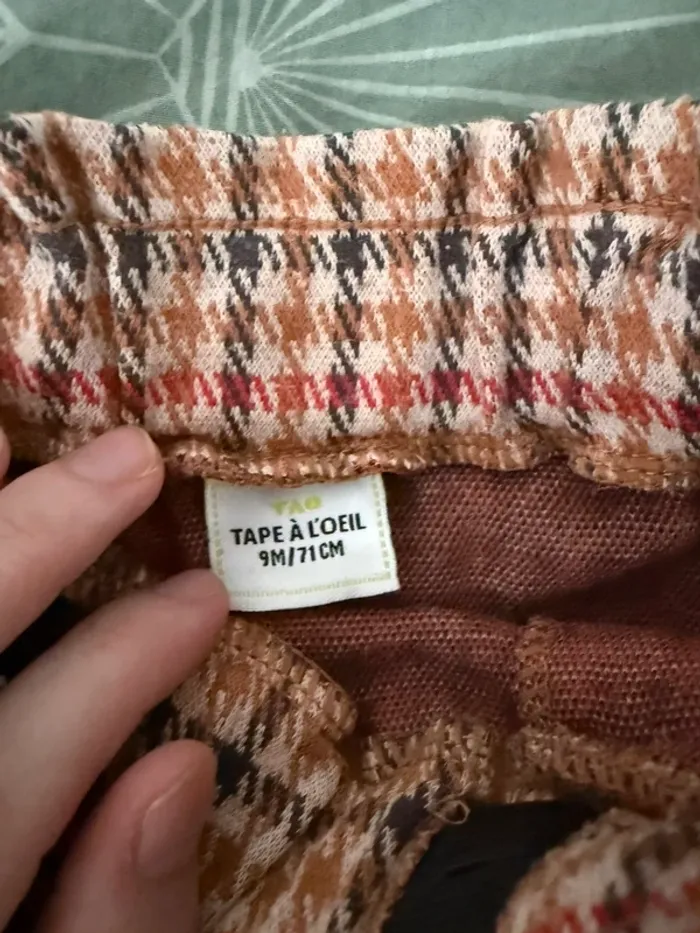 TAO
TAPE À L'OEIL
9M/71CM